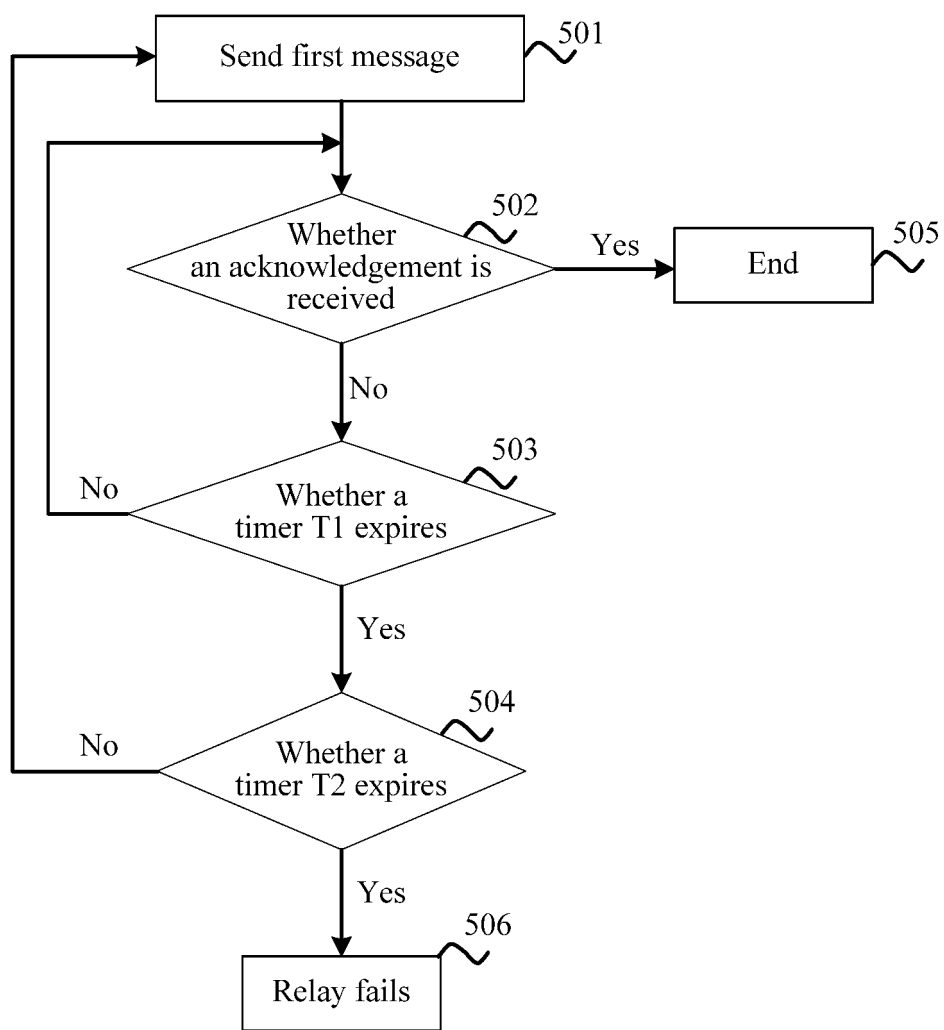 Send first message
501
Whether
an acknowledgement is
received
502
Yes
End
505
No
Whether a
timer T1 expires
503
No
Yes
Whether a
timer T2 expires
504
No
Yes
Relay fails
506